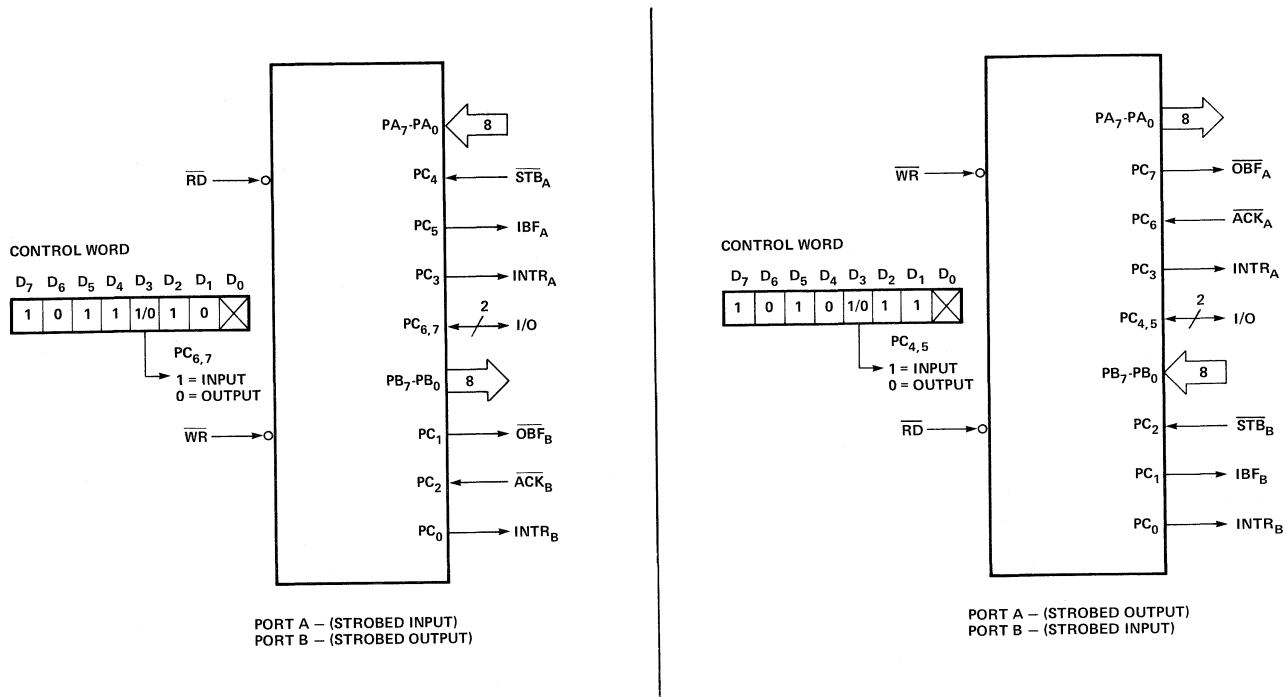 PA7-PA0
8
RD
PC4
STBA
PC5
IBFA
CONTROL WORD
PC3
INTRA
D7 D6 D5 D4 D3 D2 D1 D0
1 0 1 1 1/0 1 0
PC6,7
2
I/O
PC6,7
1 = INPUT
0 = OUTPUT
PB7-PB0
8
WR
PC1
OBFB
PC2
ACKB
PC0
INTRB
PORT A – (STROBED INPUT)
PORT B – (STROBED OUTPUT)
PA7-PA0
8
WR
PC7
OBFA
PC6
ACKA
CONTROL WORD
PC3
INTRA
D7 D6 D5 D4 D3 D2 D1 D0
1 0 1 0 1/0 1 1
PC4,5
2
I/O
PC4,5
1 = INPUT
0 = OUTPUT
PB7-PB0
8
RD
PC2
STBB
PC1
IBFB
PC0
INTRB
PORT A – (STROBED OUTPUT)
PORT B – (STROBED INPUT)